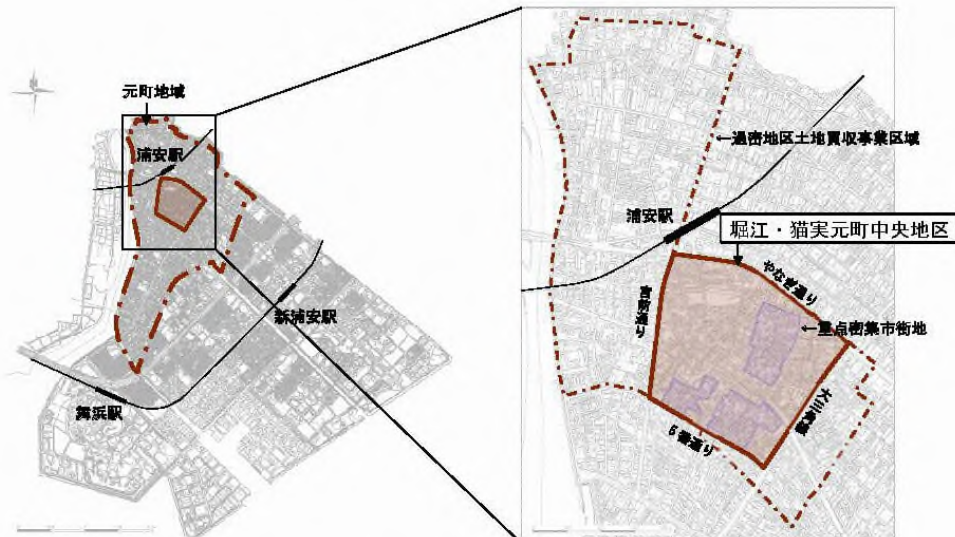 元町地域
浦安駅
新浦安駅
舞浜駅
←過密地区土地買収事業区域
浦安駅
堀江・猫実元町中央地区
やなぎ通り
宮前通り
←重点密集市街地
大三角線
5番通り